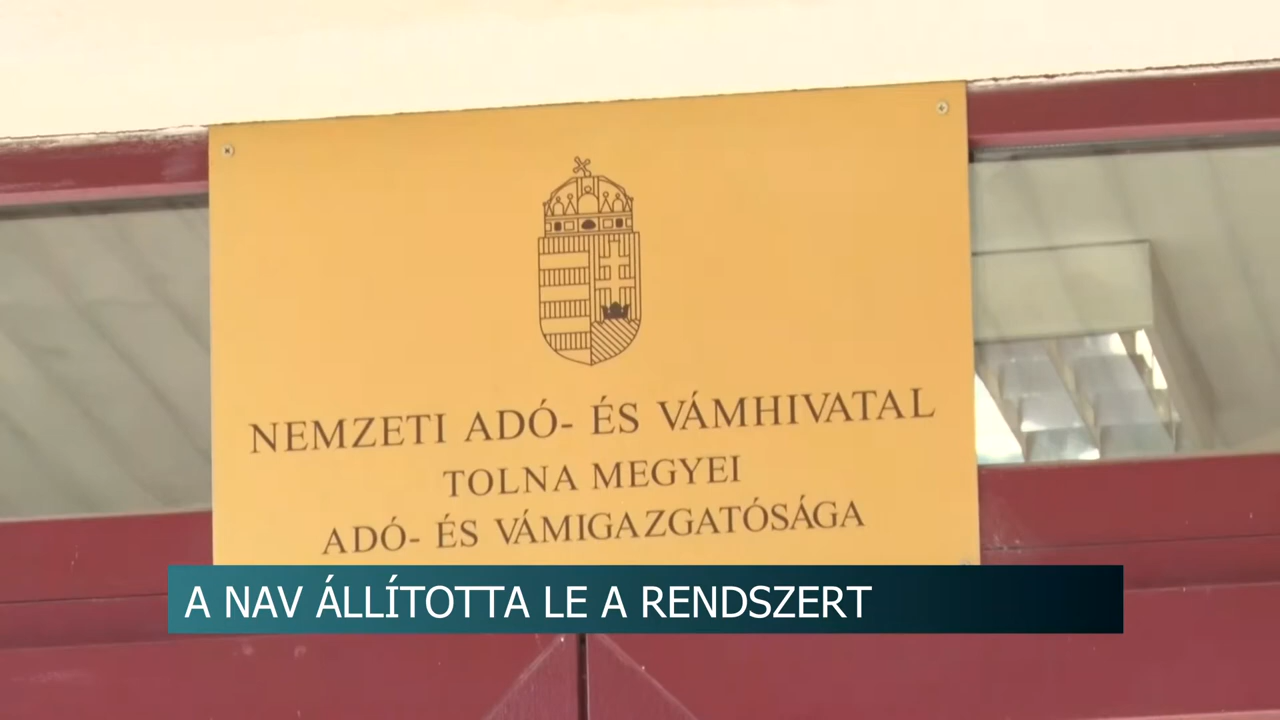 NEMZETI ADÓ- ÉS VÁMHIVATAL
TOLNA MEGYEI
ADÓ- ÉS VÁMIGAZGATÓSÁGA
A NAV ÁLLÍTOTTA LE A RENDSZERT